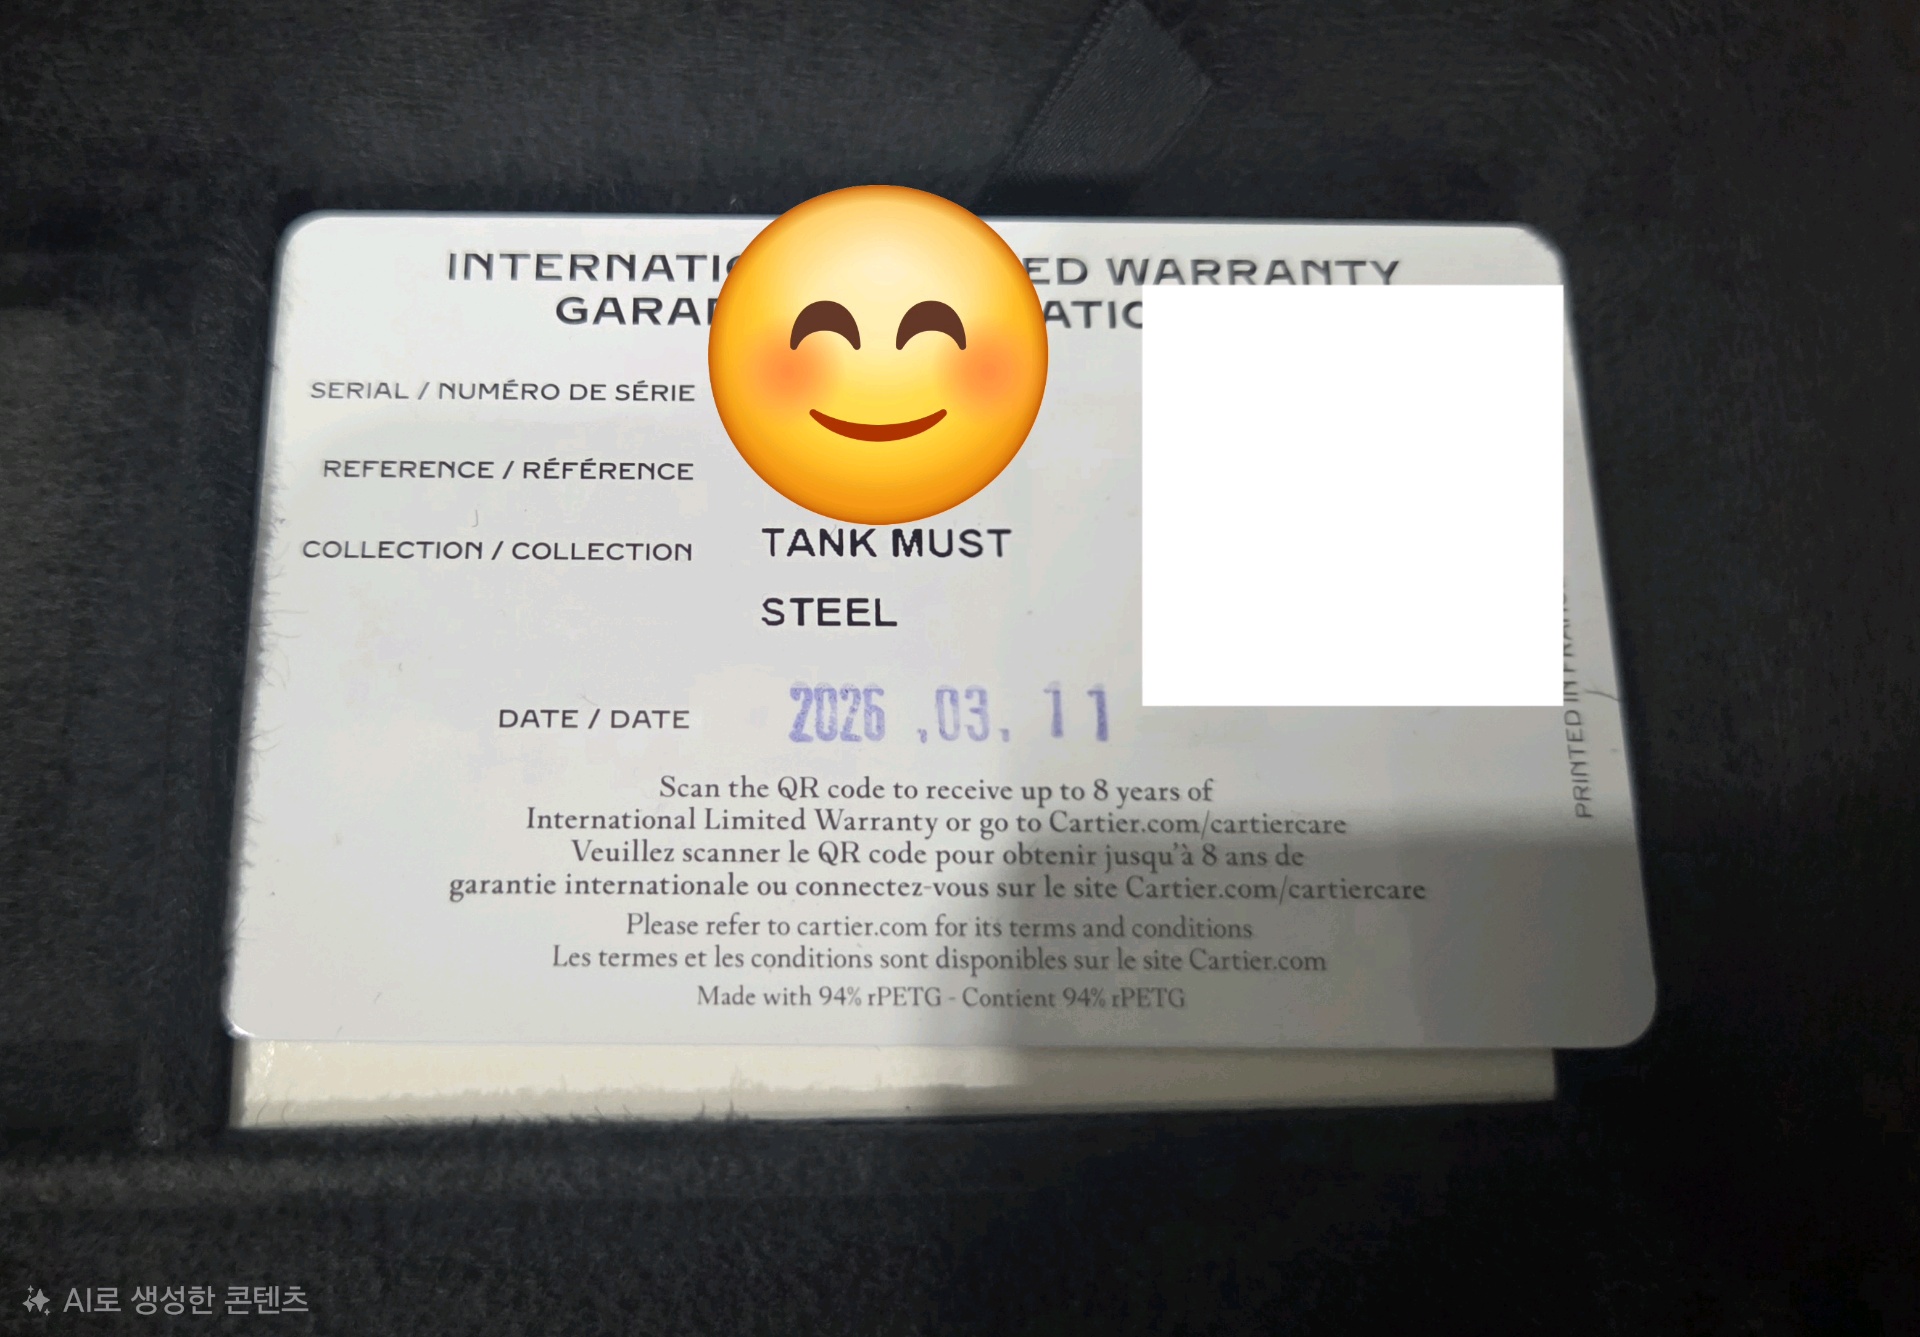 INTERNATI ED WARRANTY
GARA ATIO
SERIAL / NUMÉRO DE SÉRIE
REFERENCE / RÉFÉRENCE
COLLECTION / COLLECTION TANK MUST
STEEL
DATE / DATE 2026 .03. 11
Scan the QR code to receive up to 8 years of
International Limited Warranty or go to Cartier.com/cartiercare
Veuillez scanner le QR code pour obtenir jusqu'à 8 ans de
garantie internationale ou connectez-vous sur le site Cartier.com/cartiercare
Please refer to cartier.com for its terms and conditions
Les termes et les conditions sont disponibles sur le site Cartier.com
Made with 94% rPETG - Contient 94% rPETG
PRINTED IN
AI로 생성한 콘텐츠